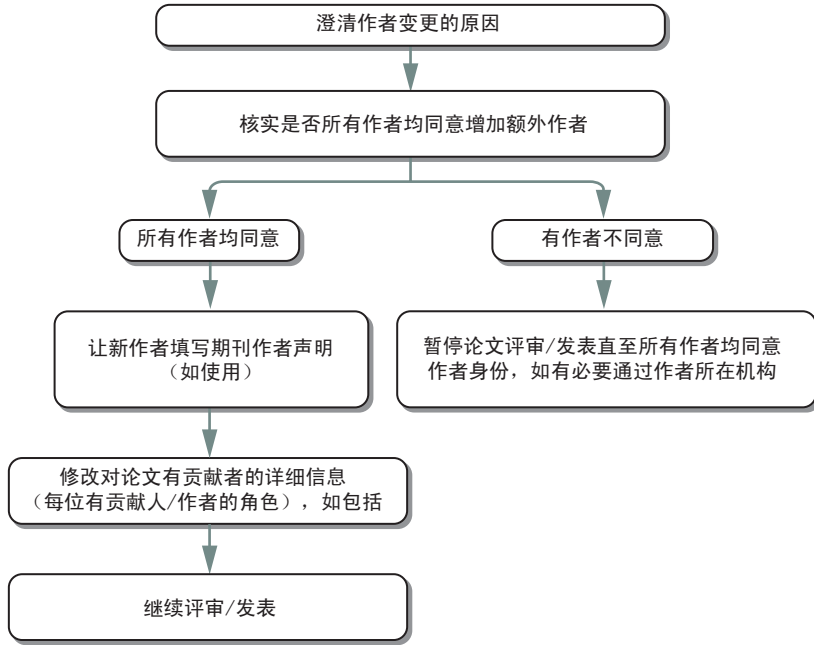 澄清作者变更的原因
核实是否所有作者均同意增加额外作者
所有作者均同意
有作者不同意
让新作者填写期刊作者声明
（如使用）
暂停论文评审/发表直至所有作者均同意
作者身份，如有必要通过作者所在机构
修改对论文有贡献者的详细信息
（每位有贡献人/作者的角色），如包括
继续评审/发表